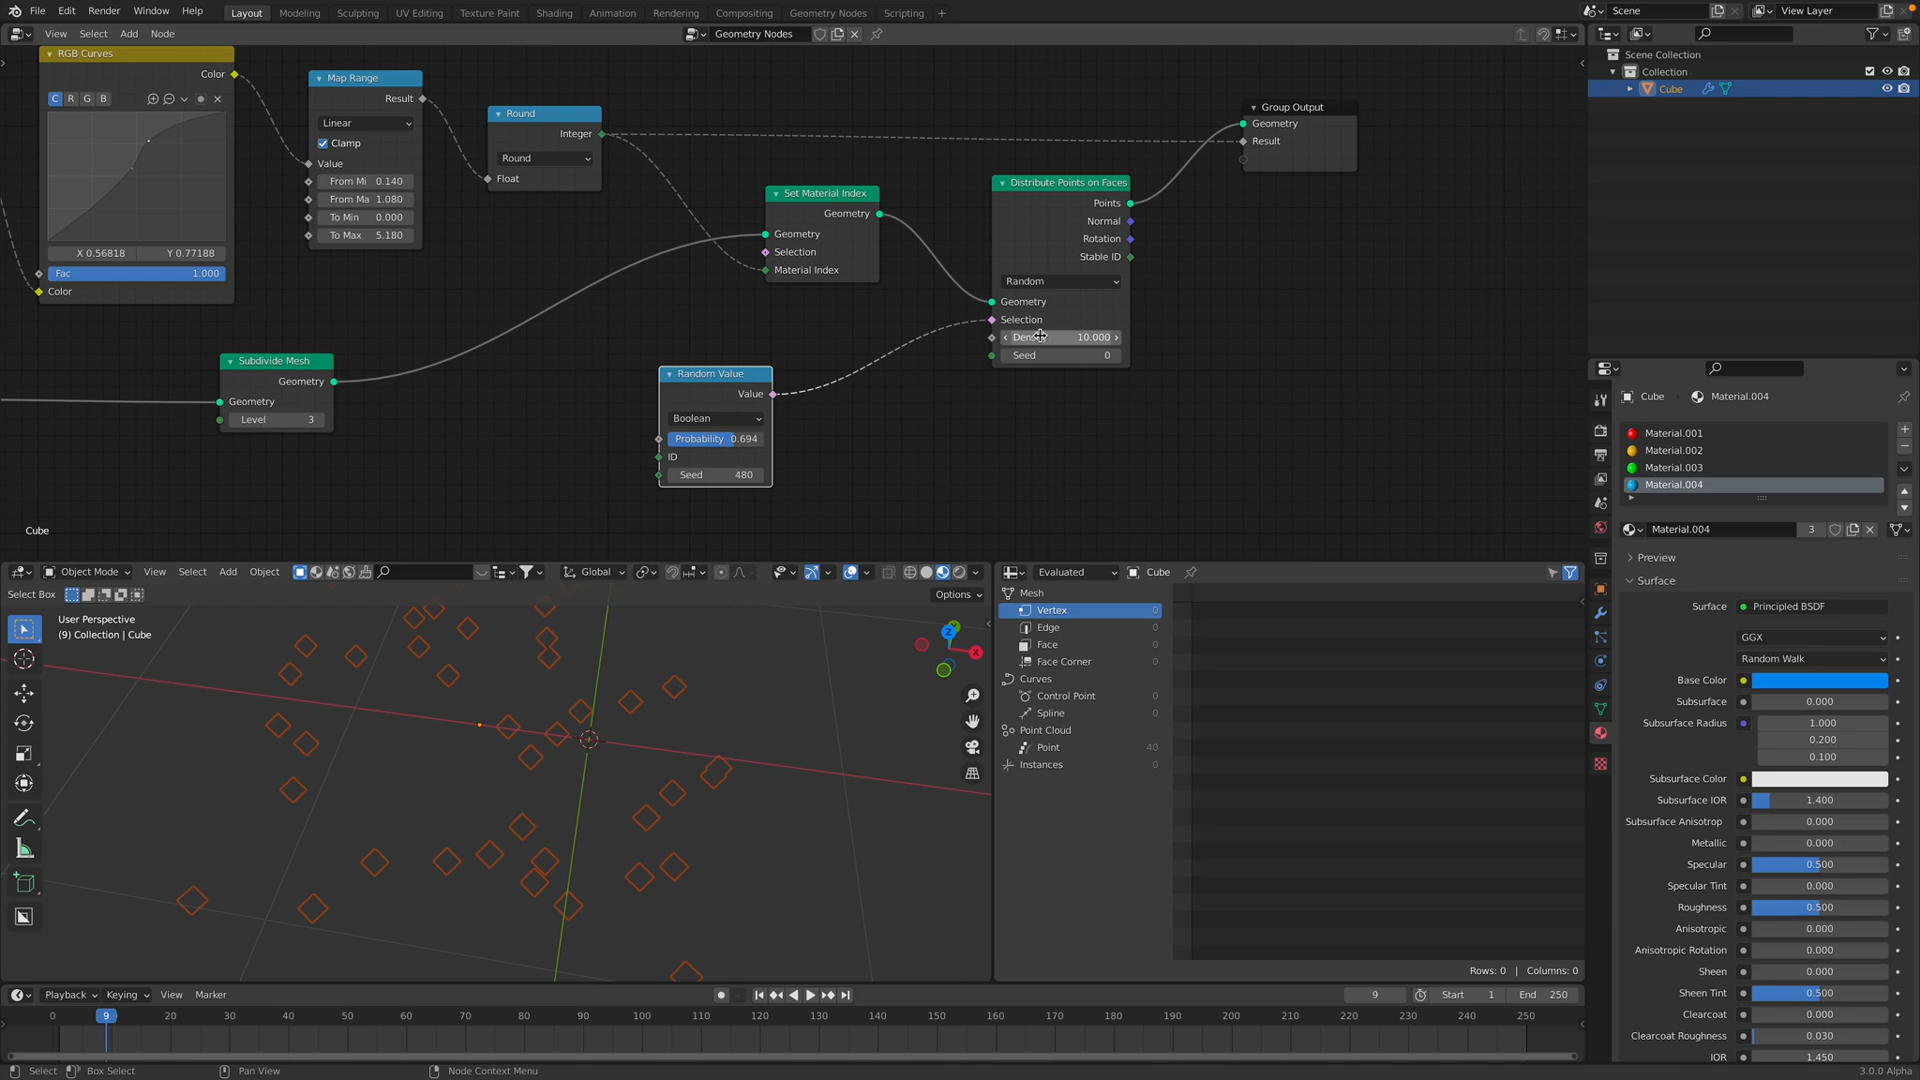 File Edit Render Window Help
Layout Modeling Sculpting UV Editing Texture Paint Shading Animation Rendering Compositing Geometry Nodes Scripting +
Scene
View Layer
View Select Add Node
Geometry Nodes
RGB Curves
Color
C R G B
X 0.56818 Y 0.77188
Fac 1.000
Color
Map Range
Result
Linear
Clamp
Value
From Mi 0.140
From Ma 1.080
To Min 0.000
To Max 5.180
Round
Integer
Round
Float
Set Material Index
Geometry
Geometry
Selection
Material Index
Distribute Points on Faces
Points
Normal
Rotation
Stable ID
Random
Geometry
Selection
10.000
Seed 0
Group Output
Geometry
Result
Subdivide Mesh
Geometry
Geometry
Level 3
Random Value
Value
Boolean
Probability 0.694
ID
Seed 480
Cube
Scene Collection
Collection
Cube
Cube Material.004
Material.001
Material.002
Material.003
Material.004
Material.004 3
Preview
Surface
Surface Principled BSDF
GGX
Random Walk
Base Color
Subsurface 0.000
Subsurface Radius 1.000
0.200
0.100
Subsurface Color
Subsurface IOR 1.400
Subsurface Anisotrop 0.000
Metallic 0.000
Specular 0.500
Specular Tint 0.000
Roughness 0.500
Anisotropic 0.000
Anisotropic Rotation 0.000
Sheen 0.000
Sheen Tint 0.500
Clearcoat 0.000
Clearcoat Roughness 0.030
IOR 1.450
Object Mode View Select Add Object
Global
Select Box
Options
User Perspective
(9) Collection | Cube
Z
X
Evaluated
Cube
Mesh
Vertex 0
Edge 0
Face 0
Face Corner 0
Curves
Control Point 0
Spline 0
Point Cloud
Point 40
Instances 0
Rows: 0 | Columns: 0
Playback Keying View Marker
9
Start 1 End 250
0 9 20 30 40 50 60 70 80 90 100 110 120 130 140 150 160 170 180 190 200 210 220 230 240 250
Select Box Select Pan View Node Context Menu
3.0.0 Alpha